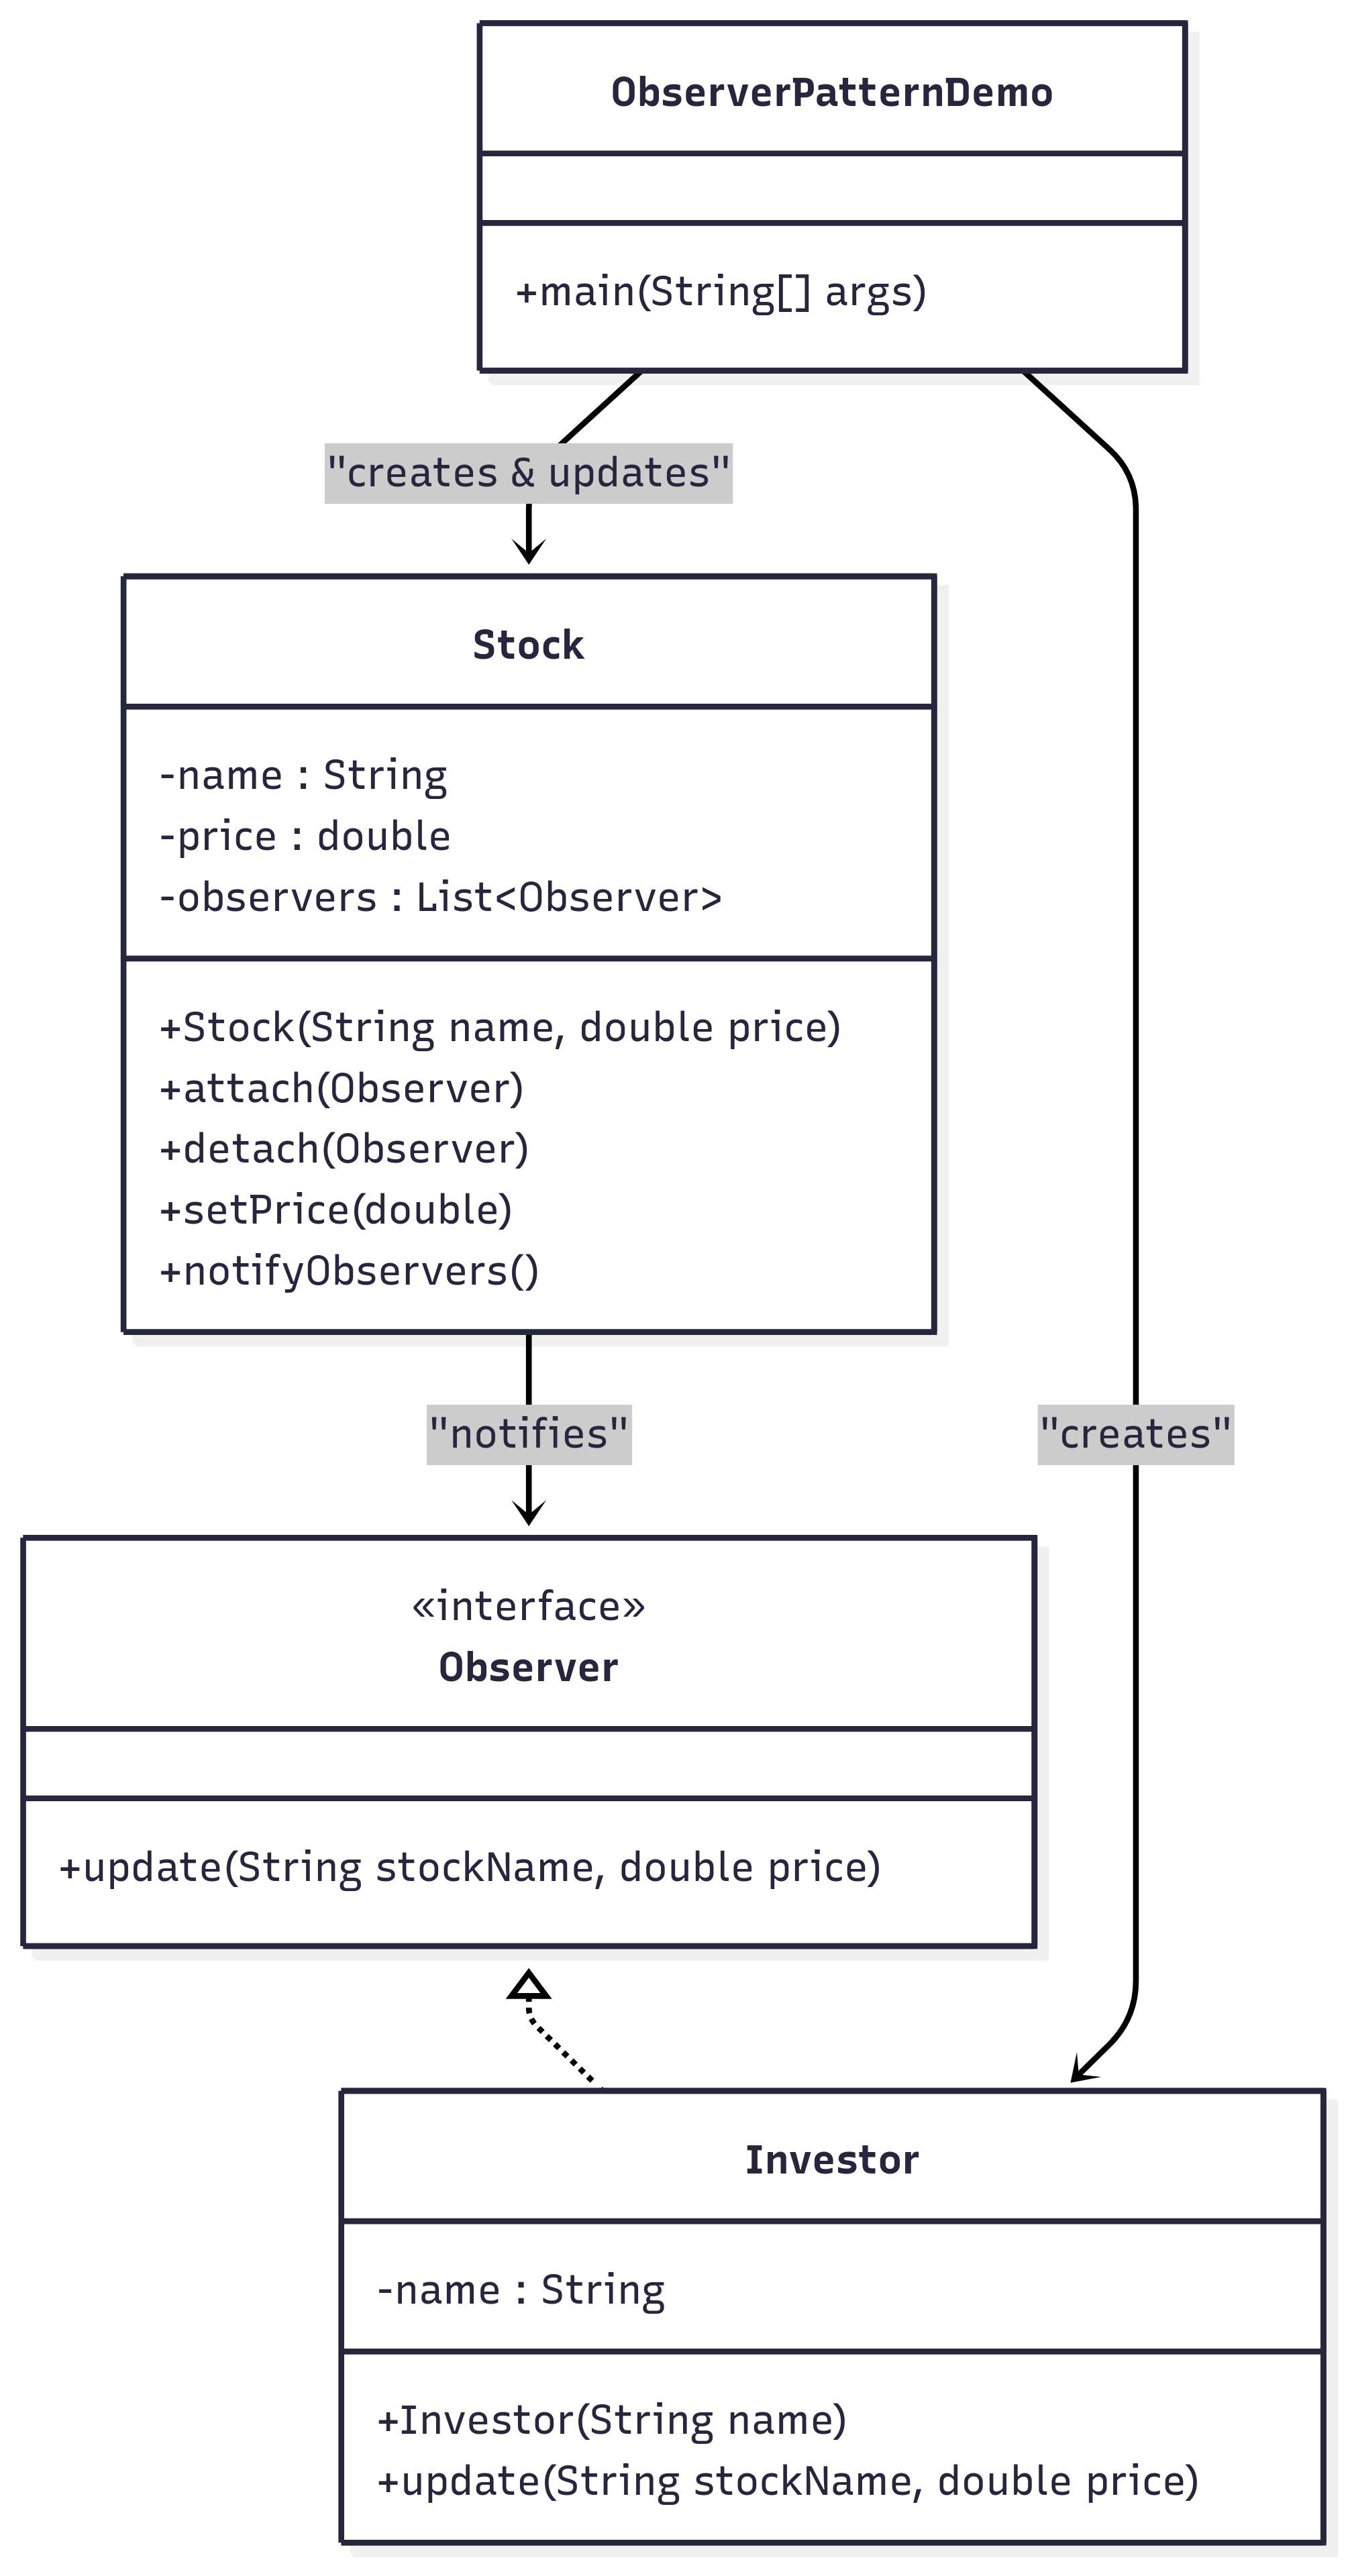 ObserverPatternDemo
+main(String[] args)
"creates & updates"
Stock
-name : String
-price : double
-observers : List<Observer>
+Stock(String name, double price)
+attach(Observer)
+detach(Observer)
+setPrice(double)
+notifyObservers()
"notifies"
"creates"
«interface»
Observer
+update(String stockName, double price)
Investor
-name : String
+Investor(String name)
+update(String stockName, double price)